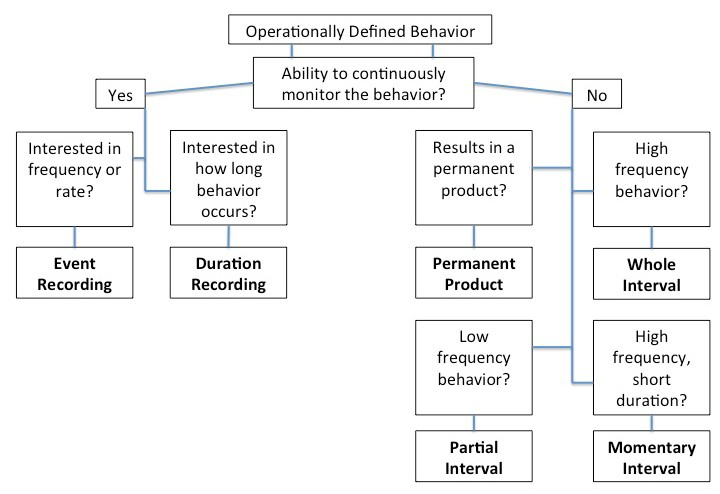 Operationally Defined Behavior
Ability to continuously
monitor the behavior?
Yes
No
Interested in
frequency or
rate?
Interested in
how long
behavior
occurs?
Results in a
permanent
product?
High
frequency
behavior?
Event
Recording
Duration
Recording
Permanent
Product
Whole
Interval
Low
frequency
behavior?
High
frequency,
short
duration?
Partial
Interval
Momentary
Interval